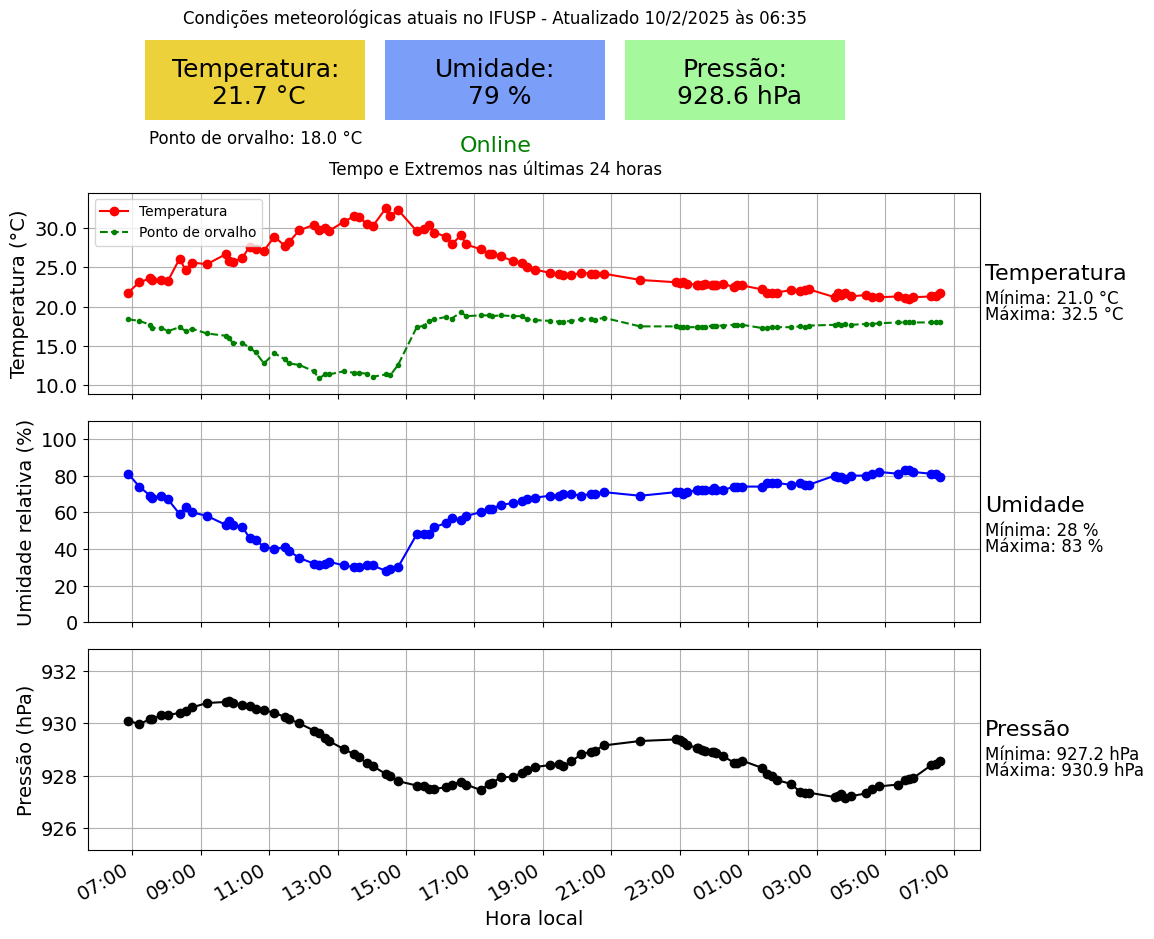 Condições meteorológicas atuais no IFUSP - Atualizado 10/2/2025 às 06:35
Temperatura:
21.7 °C
Umidade:
79 %
Pressão:
928.6 hPa
Ponto de orvalho: 18.0 °C
Online
Tempo e Extremos nas últimas 24 horas
Temperatura (°C)
30.0
25.0
20.0
15.0
10.0
Temperatura
Ponto de orvalho
Temperatura
Mínima: 21.0 °C
Máxima: 32.5 °C
Umidade relativa (%)
100
80
60
40
20
0
Umidade
Mínima: 28 %
Máxima: 83 %
Pressão (hPa)
932
930
928
926
Pressão
Mínima: 927.2 hPa
Máxima: 930.9 hPa
07:00
09:00
11:00
13:00
15:00
17:00
19:00
21:00
23:00
01:00
03:00
05:00
07:00
Hora local